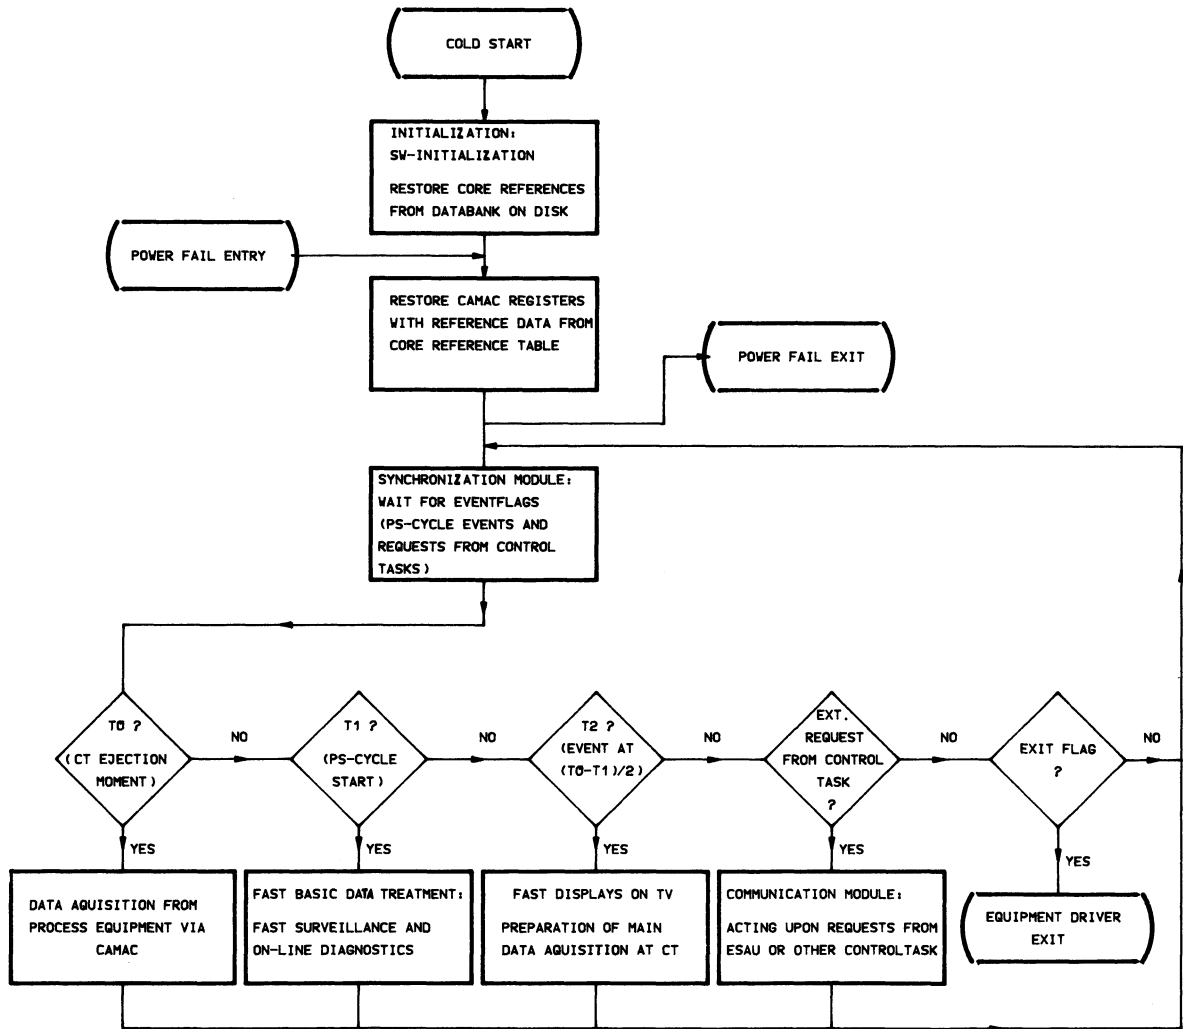 COLD START
INITIALIZATION:
SW-INITIALIZATION
RESTORE CORE REFERENCES
FROM DATABANK ON DISK
POWER FAIL ENTRY
RESTORE CAMAC REGISTERS
WITH REFERENCE DATA FROM
CORE REFERENCE TABLE
POWER FAIL EXIT
SYNCHRONIZATION MODULE:
WAIT FOR EVENTFLAGS
(PS-CYCLE EVENTS AND
REQUESTS FROM CONTROL
TASKS)
T0 ?
(CT EJECTION
MOMENT)
NO
T1 ?
(PS-CYCLE
START)
NO
T2 ?
(EVENT AT
(T0-T1)/2)
NO
EXT.
REQUEST
FROM CONTROL
TASK
?
NO
EXIT FLAG
?
NO
YES
YES
YES
YES
YES
DATA AQUISITION FROM
PROCESS EQUIPMENT VIA
CAMAC
FAST BASIC DATA TREATMENT:
FAST SURVEILLANCE AND
ON-LINE DIAGNOSTICS
FAST DISPLAYS ON TV
PREPARATION OF MAIN
DATA AQUISITION AT CT
COMMUNICATION MODULE:
ACTING UPON REQUESTS FROM
ESAU OR OTHER CONTROLTASK
EQUIPMENT DRIVER
EXIT